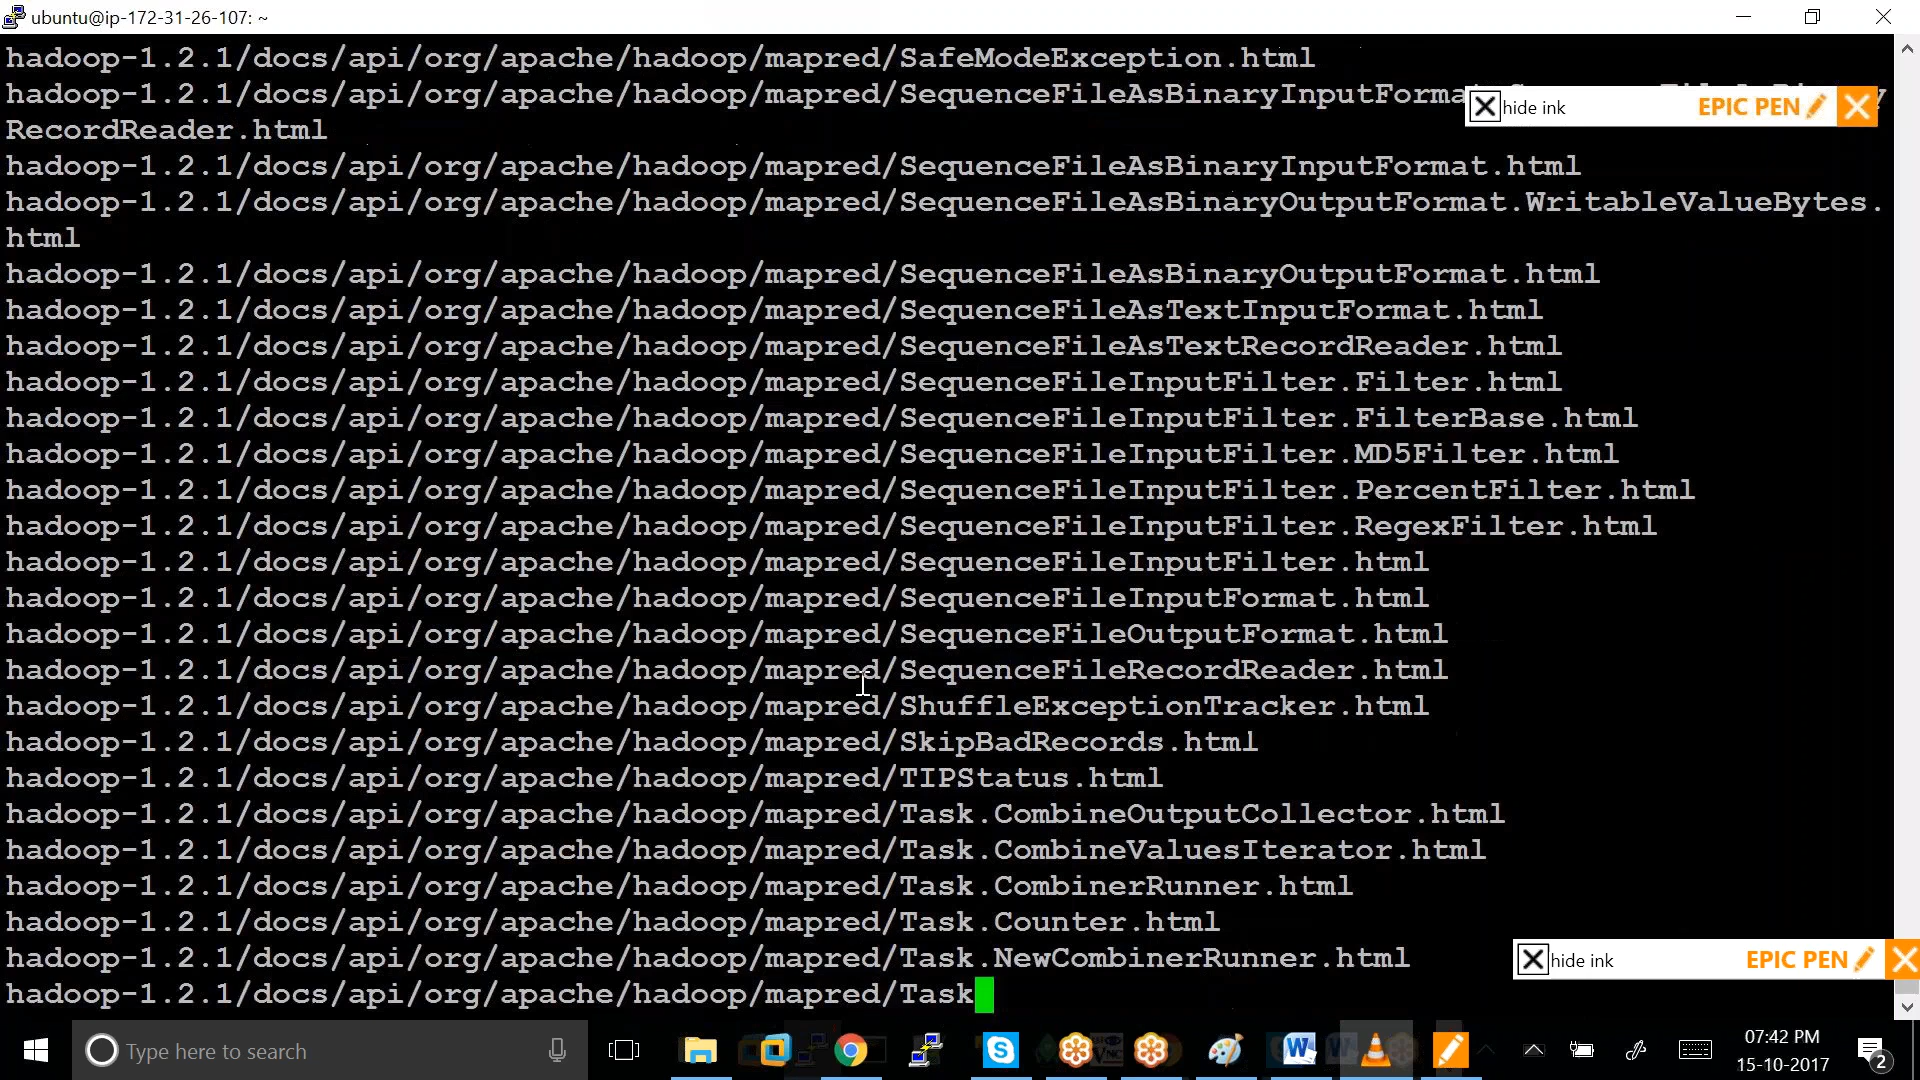 ubuntu@ip-172-31-26-107: ~
hadoop-1.2.1/docs/api/org/apache/hadoop/mapred/SafeModeException.html
hadoop-1.2.1/docs/api/org/apache/hadoop/mapred/SequenceFileAsBinaryInputFormat
RecordReader.html
hide ink EPIC PEN
hadoop-1.2.1/docs/api/org/apache/hadoop/mapred/SequenceFileAsBinaryInputFormat.html
hadoop-1.2.1/docs/api/org/apache/hadoop/mapred/SequenceFileAsBinaryOutputFormat.WritableValueBytes.
html
hadoop-1.2.1/docs/api/org/apache/hadoop/mapred/SequenceFileAsBinaryOutputFormat.html
hadoop-1.2.1/docs/api/org/apache/hadoop/mapred/SequenceFileAsTextInputFormat.html
hadoop-1.2.1/docs/api/org/apache/hadoop/mapred/SequenceFileAsTextRecordReader.html
hadoop-1.2.1/docs/api/org/apache/hadoop/mapred/SequenceFileInputFilter.Filter.html
hadoop-1.2.1/docs/api/org/apache/hadoop/mapred/SequenceFileInputFilter.FilterBase.html
hadoop-1.2.1/docs/api/org/apache/hadoop/mapred/SequenceFileInputFilter.MD5Filter.html
hadoop-1.2.1/docs/api/org/apache/hadoop/mapred/SequenceFileInputFilter.PercentFilter.html
hadoop-1.2.1/docs/api/org/apache/hadoop/mapred/SequenceFileInputFilter.RegexFilter.html
hadoop-1.2.1/docs/api/org/apache/hadoop/mapred/SequenceFileInputFilter.html
hadoop-1.2.1/docs/api/org/apache/hadoop/mapred/SequenceFileInputFormat.html
hadoop-1.2.1/docs/api/org/apache/hadoop/mapred/SequenceFileOutputFormat.html
hadoop-1.2.1/docs/api/org/apache/hadoop/mapred/SequenceFileRecordReader.html
hadoop-1.2.1/docs/api/org/apache/hadoop/mapred/ShuffleExceptionTracker.html
hadoop-1.2.1/docs/api/org/apache/hadoop/mapred/SkipBadRecords.html
hadoop-1.2.1/docs/api/org/apache/hadoop/mapred/TIPStatus.html
hadoop-1.2.1/docs/api/org/apache/hadoop/mapred/Task.CombineOutputCollector.html
hadoop-1.2.1/docs/api/org/apache/hadoop/mapred/Task.CombineValuesIterator.html
hadoop-1.2.1/docs/api/org/apache/hadoop/mapred/Task.CombinerRunner.html
hadoop-1.2.1/docs/api/org/apache/hadoop/mapred/Task.Counter.html
hadoop-1.2.1/docs/api/org/apache/hadoop/mapred/Task.NewCombinerRunner.html
hide ink EPIC PEN
hadoop-1.2.1/docs/api/org/apache/hadoop/mapred/Task
Type here to search
07:42 PM
15-10-2017
2